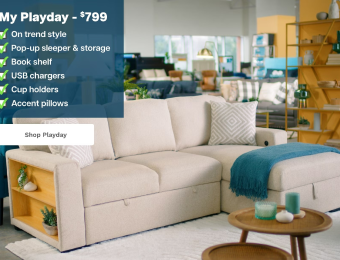 My Playday - $799
On trend style
Pop-up sleeper & storage
Book shelf
USB chargers
Cup holders
Accent pillows
Shop Playday